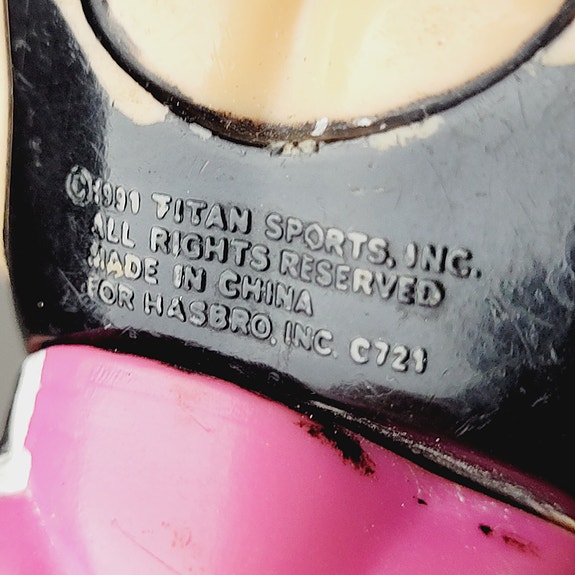 ©1991 TITAN SPORTS, INC.
ALL RIGHTS RESERVED
MADE IN CHINA
FOR HASBRO, INC. C721